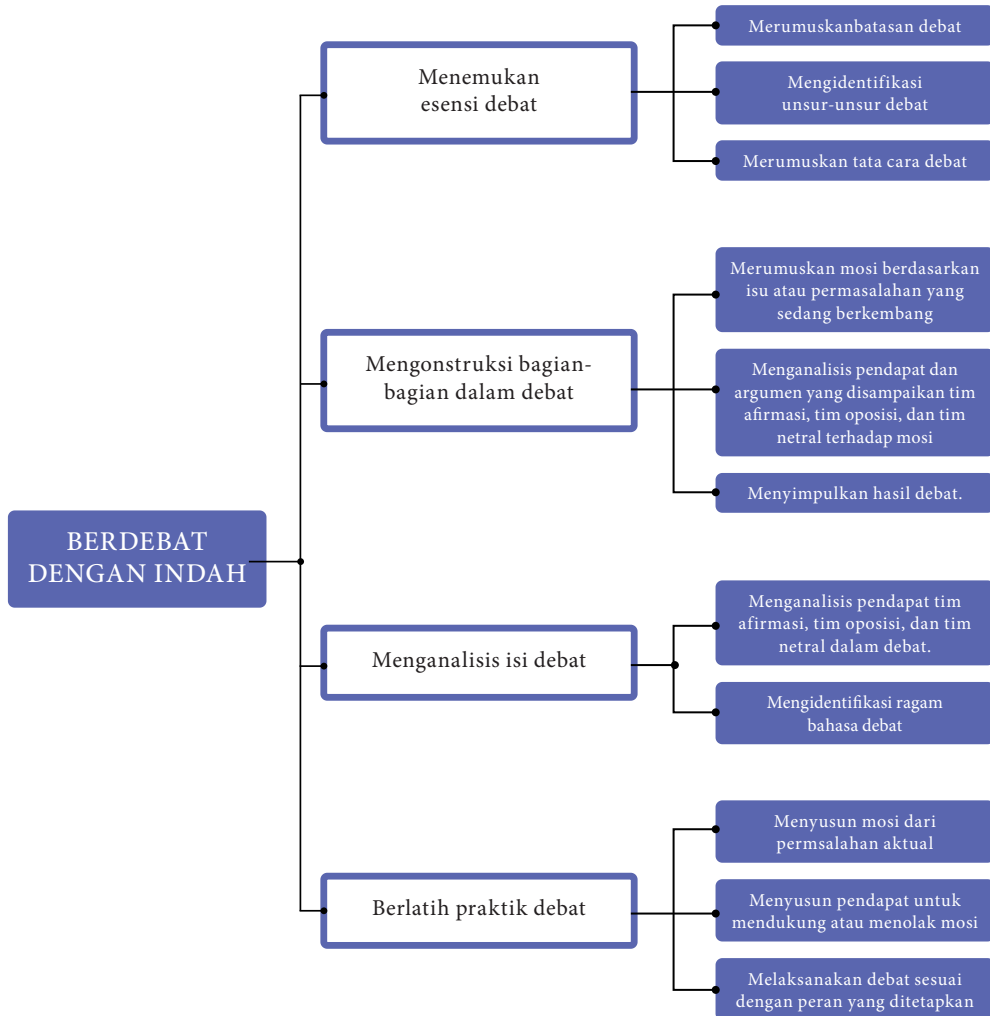 BERDEBAT
DENGAN INDAH
Menemukan
esensi debat
Merumuskanbatasan debat
Mengidentifikasi
unsur-unsur debat
Merumuskan tata cara debat
Mengonstruksi bagian-
bagian dalam debat
Merumuskan mosi berdasarkan
isu atau permasalahan yang
sedang berkembang
Menganalisis pendapat dan
argumen yang disampaikan tim
afirmasi, tim oposisi, dan tim
netral terhadap mosi
Menyimpulkan hasil debat.
Menganalisis isi debat
Menganalisis pendapat tim
afirmasi, tim oposisi, dan tim
netral dalam debat.
Mengidentifikasi ragam
bahasa debat
Berlatih praktik debat
Menyusun mosi dari
permsalahan aktual
Menyusun pendapat untuk
mendukung atau menolak mosi
Melaksanakan debat sesuai
dengan peran yang ditetapkan